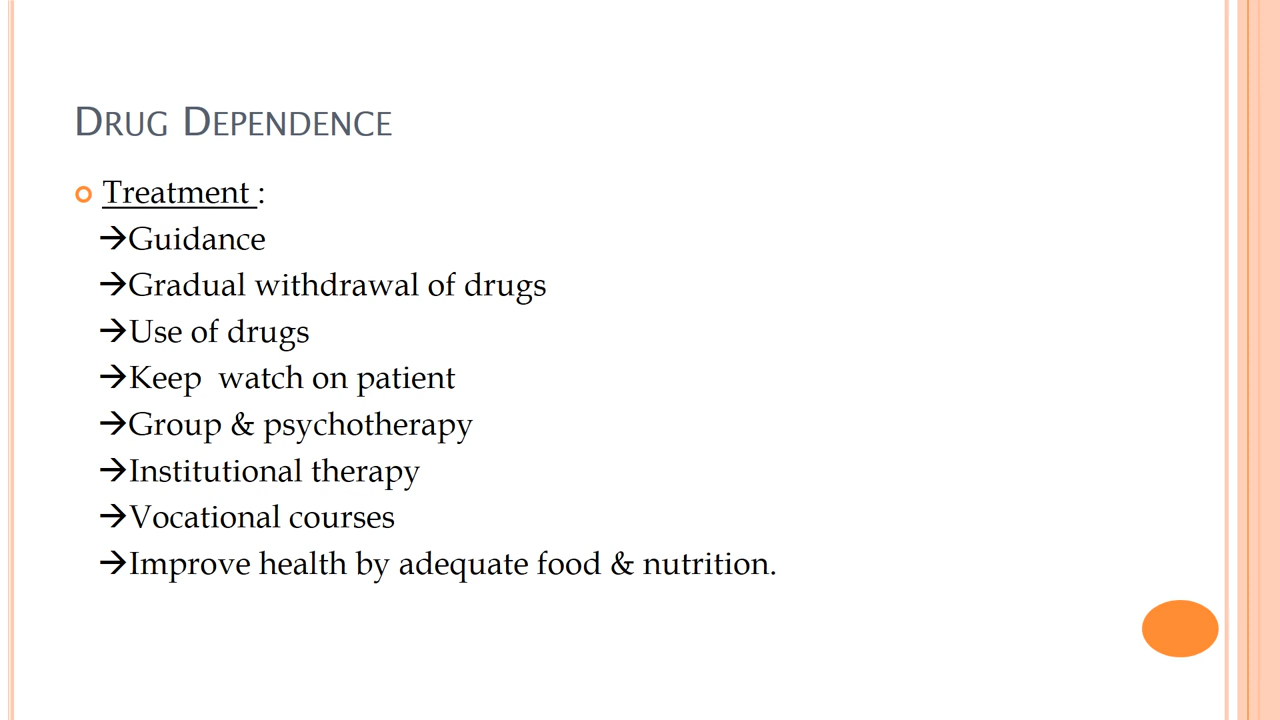 DRUG DEPENDENCE
Treatment :
→Guidance
→Gradual withdrawal of drugs
→Use of drugs
→Keep  watch on patient
→Group & psychotherapy
→Institutional therapy
→Vocational courses
→Improve health by adequate food & nutrition.